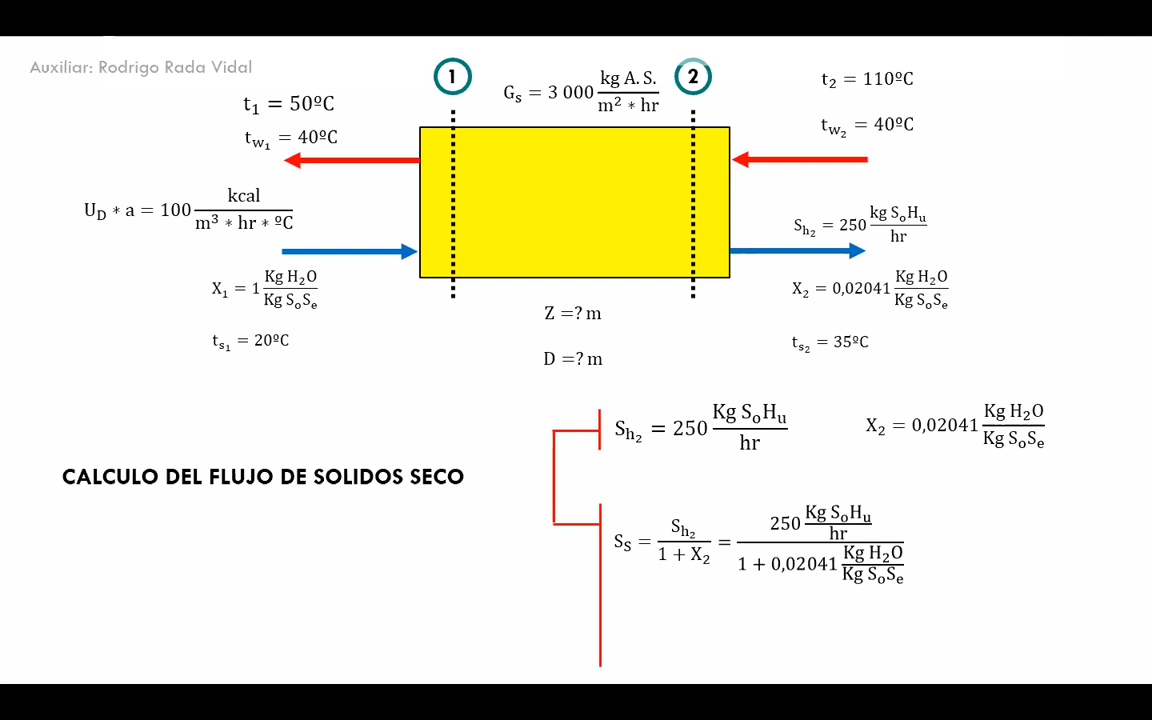 Auxiliar: Rodrigo Rada Vidal
1
2
G_s = 3 000 kg A. S. / m² ∗ hr
t₁ = 50ºC
t_w₁ = 40ºC
t₂ = 110ºC
t_w₂ = 40ºC
U_D ∗ a = 100 kcal / m³ ∗ hr ∗ ºC
S_h₂ = 250 kg S_oH_u / hr
X₁ = 1 Kg H₂O / Kg S_oS_e
X₂ = 0,02041 Kg H₂O / Kg S_oS_e
t_s₁ = 20ºC
t_s₂ = 35ºC
Z =? m
D =? m
S_h₂ = 250 Kg S_oH_u / hr
X₂ = 0,02041 Kg H₂O / Kg S_oS_e
CALCULO DEL FLUJO DE SOLIDOS SECO
S_S = S_h₂ / 1 + X₂ = 250 Kg S_oH_u / hr / 1 + 0,02041 Kg H₂O / Kg S_oS_e